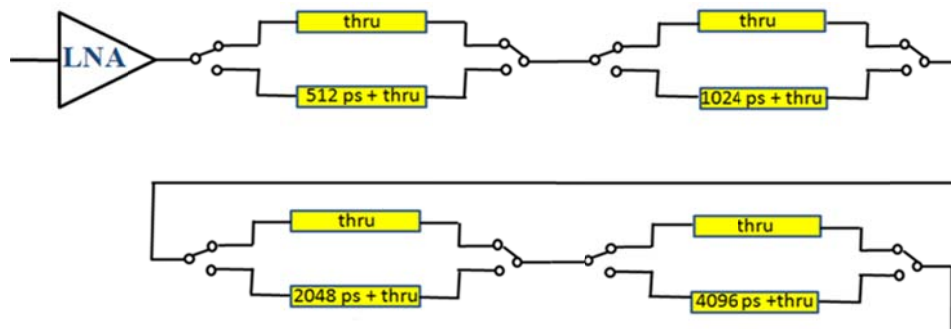 LNA
thru
thru
512 ps + thru
1024 ps + thru
thru
thru
2048 ps + thru
4096 ps +thru